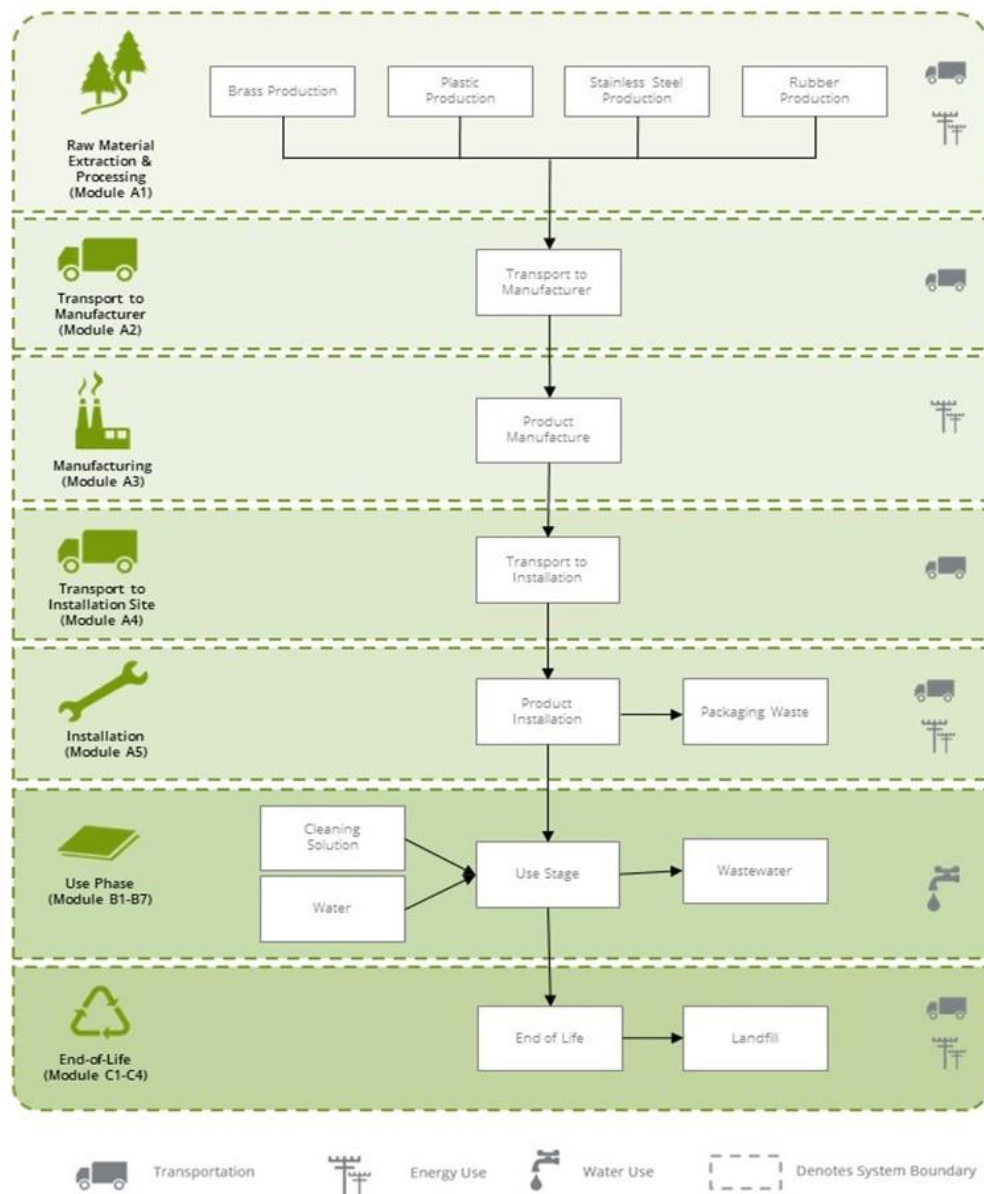 Brass Production
Plastic
Production
Stainless Steel
Production
Rubber
Production
Raw Material
Extraction &
Processing
(Module A1)
Transport to
Manufacturer
(Module A2)
Transport to
Manufacturer
Manufacturing
(Module A3)
Product
Manufacture
Transport to
Installation Site
(Module A4)
Transport to
Installation
Installation
(Module A5)
Product
Installation
Packaging Waste
Use Phase
(Module B1-B7)
Cleaning
Solution
Water
Use Stage
Wastewater
End-of-Life
(Module C1-C4)
End of Life
Landfill
Transportation
Energy Use
Water Use
Denotes System Boundary